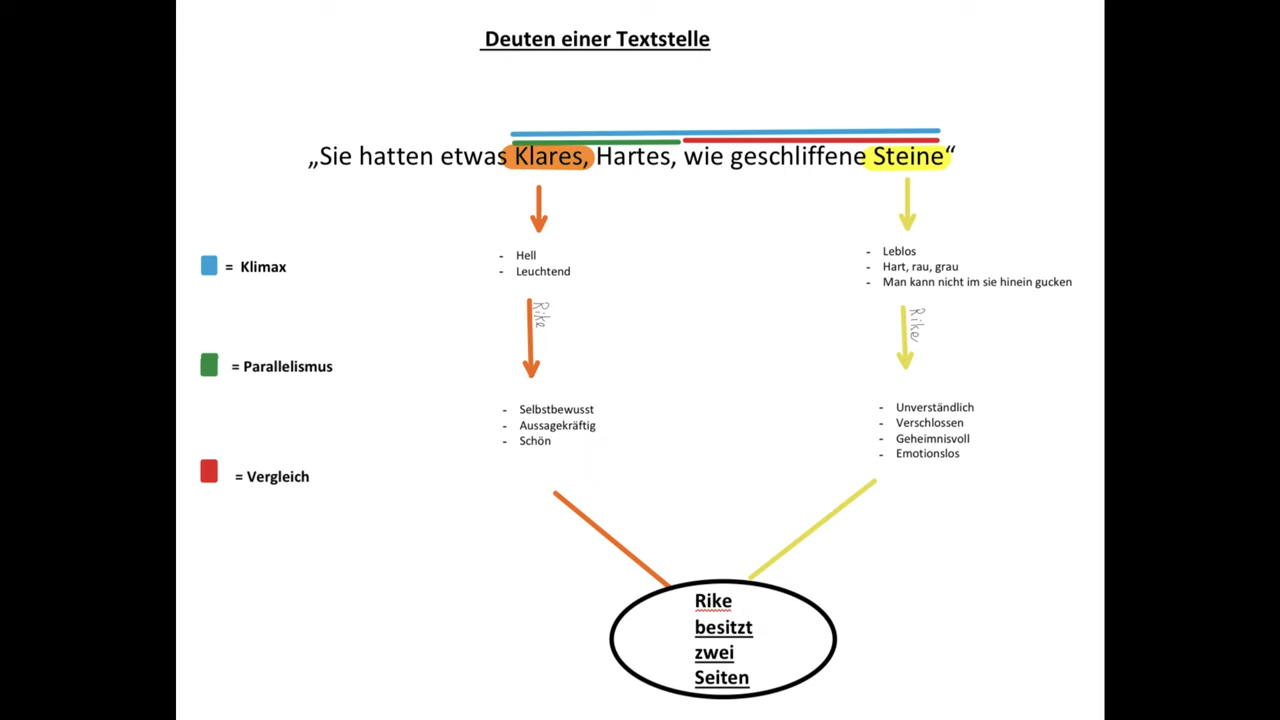 Deuten einer Textstelle
„Sie hatten etwas Klares, Hartes, wie geschliffene Steine“
- Hell
- Leuchtend
- Leblos
- Hart, rau, grau
- Man kann nicht im sie hinein gucken
= Klimax
Rike
Rike
= Parallelismus
- Selbstbewusst
- Aussagekräftig
- Schön
- Unverständlich
- Verschlossen
- Geheimnisvoll
- Emotionslos
= Vergleich
Rike
besitzt
zwei
Seiten